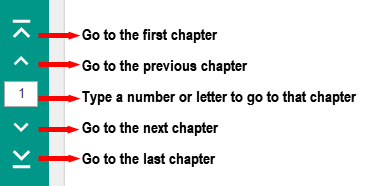 Go to the first chapter
Go to the previous chapter
1
Type a number or letter to go to that chapter
Go to the next chapter
Go to the last chapter